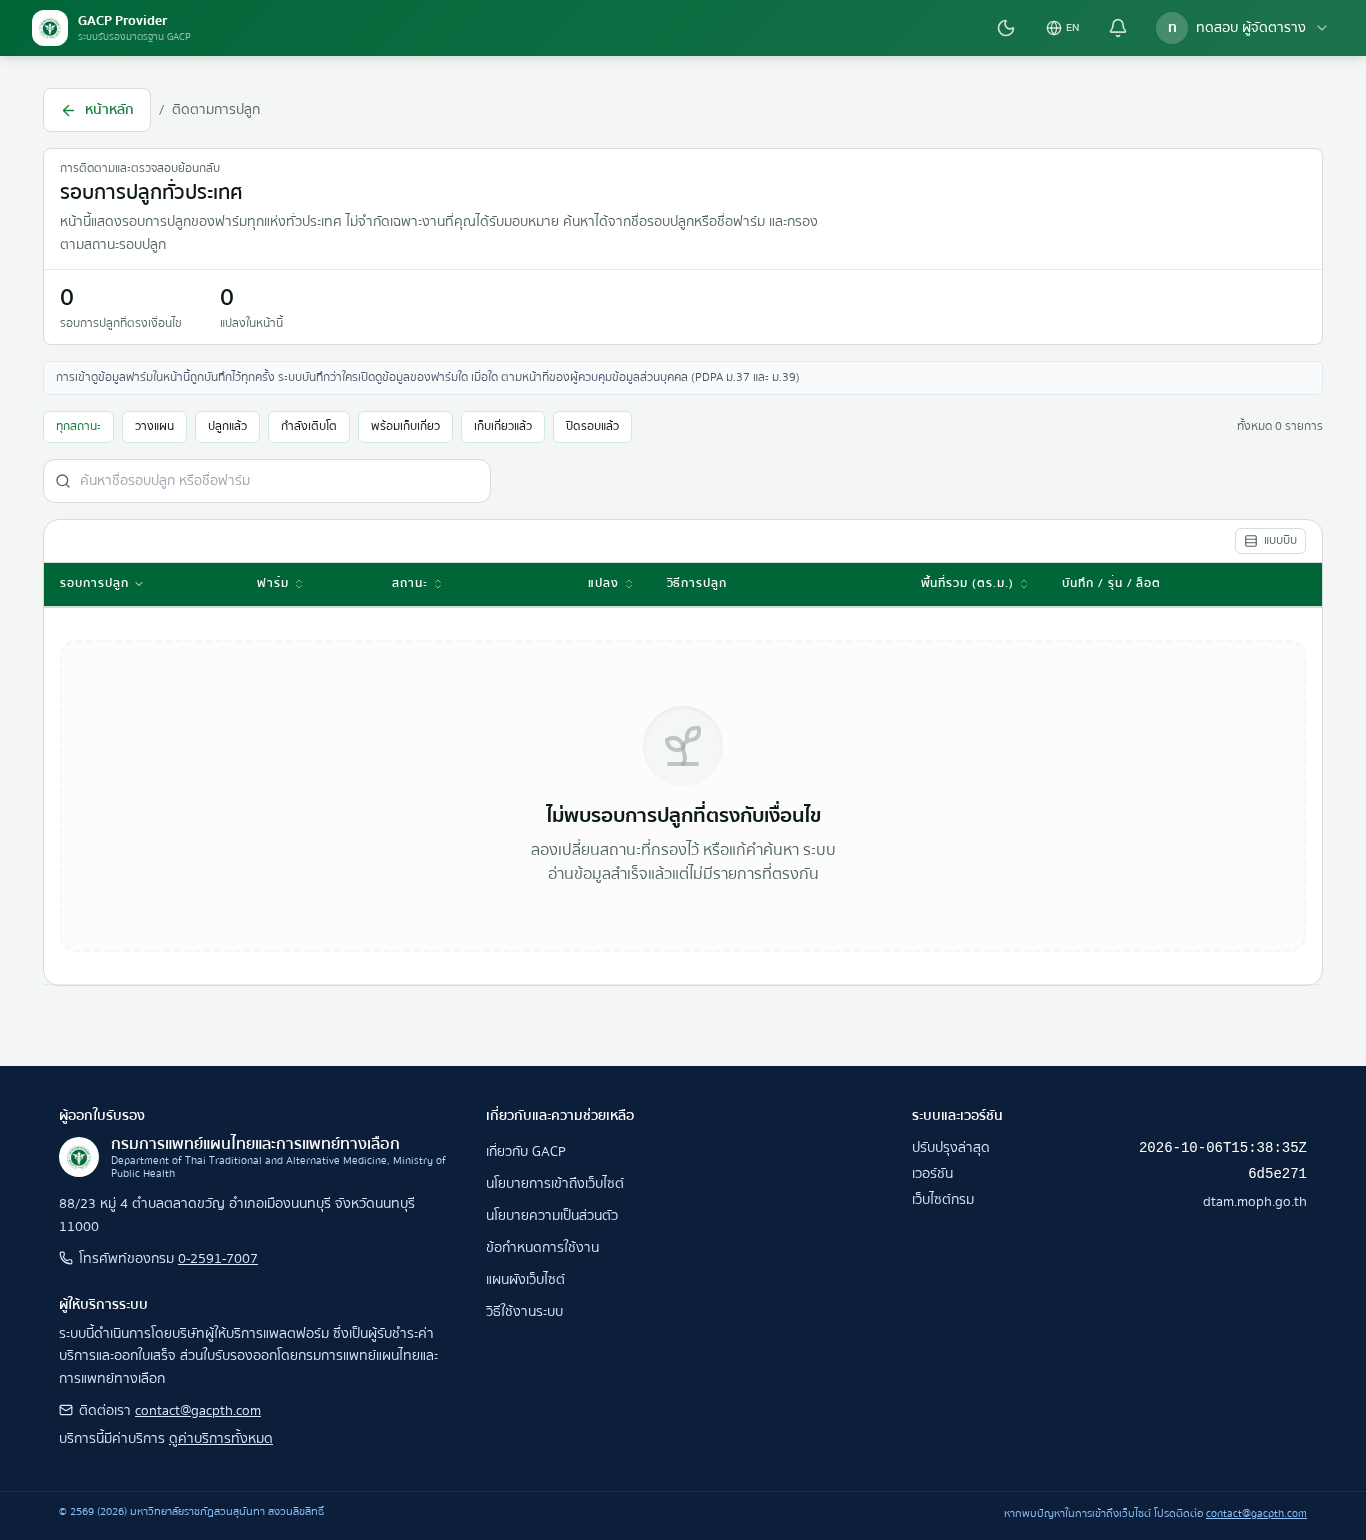 GACP Provider
ระบบรับรองมาตรฐาน GACP
EN
ท
ทดสอบ ผู้จัดตาราง
หน้าหลัก
/ ติดตามการปลูก
การติดตามและตรวจสอบย้อนกลับ
รอบการปลูกทั่วประเทศ
หน้านี้แสดงรอบการปลูกของฟาร์มทุกแห่งทั่วประเทศ ไม่จำกัดเฉพาะงานที่คุณได้รับมอบหมาย ค้นหาได้จากชื่อรอบปลูกหรือชื่อฟาร์ม และกรอง
ตามสถานะรอบปลูก
0
รอบการปลูกที่ตรงเงื่อนไข
0
แปลงในหน้านี้
การเข้าดูข้อมูลฟาร์มในหน้านี้ถูกบันทึกไว้ทุกครั้ง ระบบบันทึกว่าใครเปิดดูข้อมูลของฟาร์มใด เมื่อใด ตามหน้าที่ของผู้ควบคุมข้อมูลส่วนบุคคล (PDPA ม.37 และ ม.39)
ทุกสถานะ วางแผน ปลูกแล้ว กำลังเติบโต พร้อมเก็บเกี่ยว เก็บเกี่ยวแล้ว ปิดรอบแล้ว
ทั้งหมด 0 รายการ
ค้นหาชื่อรอบปลูก หรือชื่อฟาร์ม
แบบบีบ
รอบการปลูก ฟาร์ม สถานะ แปลง วิธีการปลูก พื้นที่รวม (ตร.ม.) บันทึก / รุ่น / ล็อต
ไม่พบรอบการปลูกที่ตรงกับเงื่อนไข
ลองเปลี่ยนสถานะที่กรองไว้ หรือแก้คำค้นหา ระบบ
อ่านข้อมูลสำเร็จแล้วแต่ไม่มีรายการที่ตรงกัน
ผู้ออกใบรับรอง
กรมการแพทย์แผนไทยและการแพทย์ทางเลือก
Department of Thai Traditional and Alternative Medicine, Ministry of
Public Health
88/23 หมู่ 4 ตำบลตลาดขวัญ อำเภอเมืองนนทบุรี จังหวัดนนทบุรี
11000
โทรศัพท์ของกรม 0-2591-7007
ผู้ให้บริการระบบ
ระบบนี้ดำเนินการโดยบริษัทผู้ให้บริการแพลตฟอร์ม ซึ่งเป็นผู้รับชำระค่า
บริการและออกใบเสร็จ ส่วนใบรับรองออกโดยกรมการแพทย์แผนไทยและ
การแพทย์ทางเลือก
ติดต่อเรา contact@gacpth.com
บริการนี้มีค่าบริการ ดูค่าบริการทั้งหมด
เกี่ยวกับและความช่วยเหลือ
เกี่ยวกับ GACP
นโยบายการเข้าถึงเว็บไซต์
นโยบายความเป็นส่วนตัว
ข้อกำหนดการใช้งาน
แผนผังเว็บไซต์
วิธีใช้งานระบบ
ระบบและเวอร์ชัน
ปรับปรุงล่าสุด 2026-10-06T15:38:35Z
เวอร์ชัน 6d5e271
เว็บไซต์กรม dtam.moph.go.th
© 2569 (2026) มหาวิทยาลัยราชภัฏสวนสุนันทา สงวนลิขสิทธิ์
หากพบปัญหาในการเข้าถึงเว็บไซต์ โปรดติดต่อ contact@gacpth.com